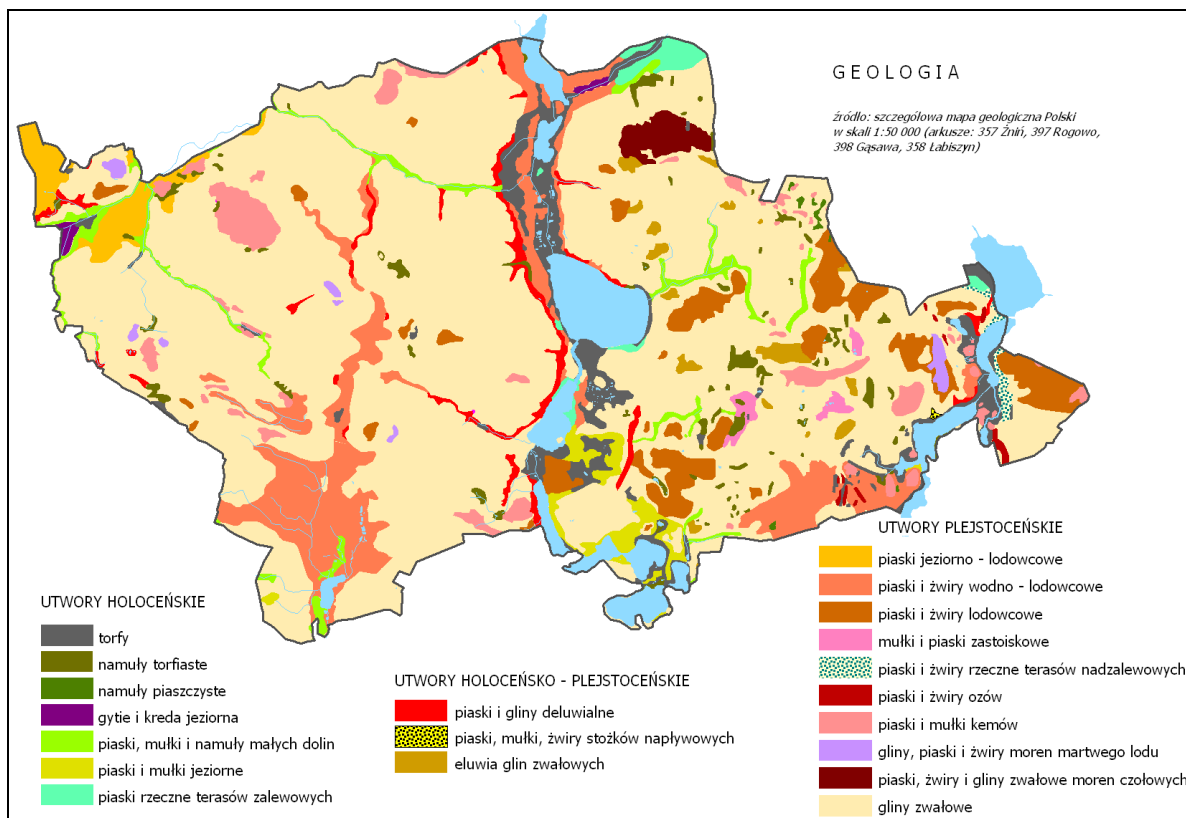 GEOLOGIA
źródło: szczegółowa mapa geologiczna Polski
w skali 1:50 000 (arkusze: 357 Żnin, 397 Rogowo,
398 Gąsawa, 358 Łabiszyn)
UTWORY HOLOCEŃSKIE
torfy
namuły torfiaste
namuły piaszczyste
gytie i kreda jeziorna
piaski, mułki i namuły małych dolin
piaski i mułki jeziorne
piaski rzeczne terasów zalewowych
UTWORY HOLOCEŃSKO - PLEJSTOCEŃSKIE
piaski i gliny deluwialne
piaski, mułki, żwiry stożków napływowych
eluwia glin zwałowych
UTWORY PLEJSTOCEŃSKIE
piaski jeziorno - lodowcowe
piaski i żwiry wodno - lodowcowe
piaski i żwiry lodowcowe
mułki i piaski zastoiskowe
piaski i żwiry rzeczne terasów nadzalewowych
piaski i żwiry ozów
piaski i mułki kemów
gliny, piaski i żwiry moren martwego lodu
piaski, żwiry i gliny zwałowe moren czołowych
gliny zwałowe